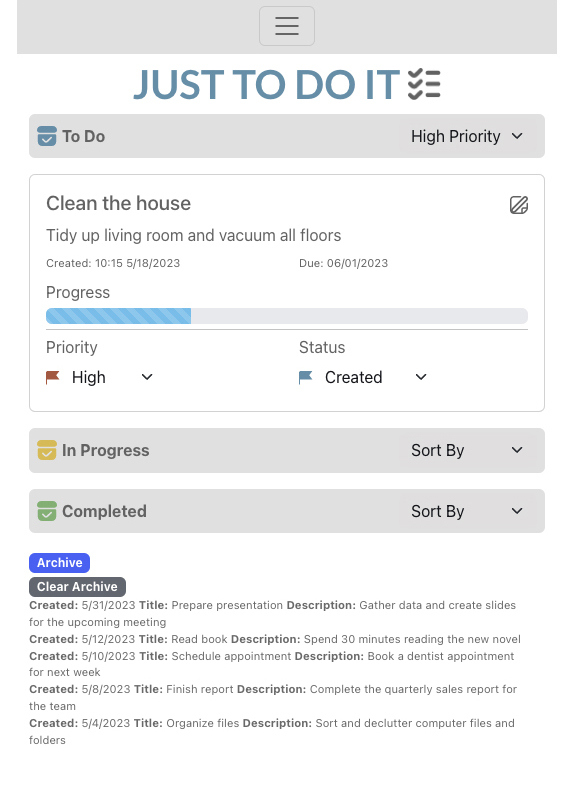 JUST TO DO IT
To Do
High Priority
Clean the house
Tidy up living room and vacuum all floors
Created: 10:15 5/18/2023
Due: 06/01/2023
Progress
Priority
Status
High
Created
In Progress
Sort By
Completed
Sort By
Archive
Clear Archive
Created: 5/31/2023 Title: Prepare presentation Description: Gather data and create slides
for the upcoming meeting
Created: 5/12/2023 Title: Read book Description: Spend 30 minutes reading the new novel
Created: 5/10/2023 Title: Schedule appointment Description: Book a dentist appointment
for next week
Created: 5/8/2023 Title: Finish report Description: Complete the quarterly sales report for
the team
Created: 5/4/2023 Title: Organize files Description: Sort and declutter computer files and
folders